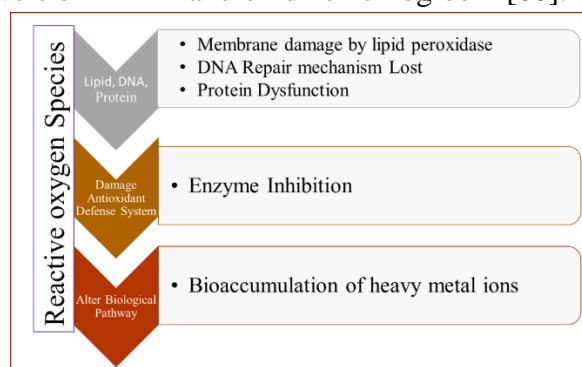 Reactive oxygen Species
Lipid, DNA,
Protein
• Membrane damage by lipid peroxidase
• DNA Repair mechanism Lost
• Protein Dysfunction
Damage
Antioxidant
Defense System
• Enzyme Inhibition
Alter Biological
Pathway
• Bioaccumulation of heavy metal ions